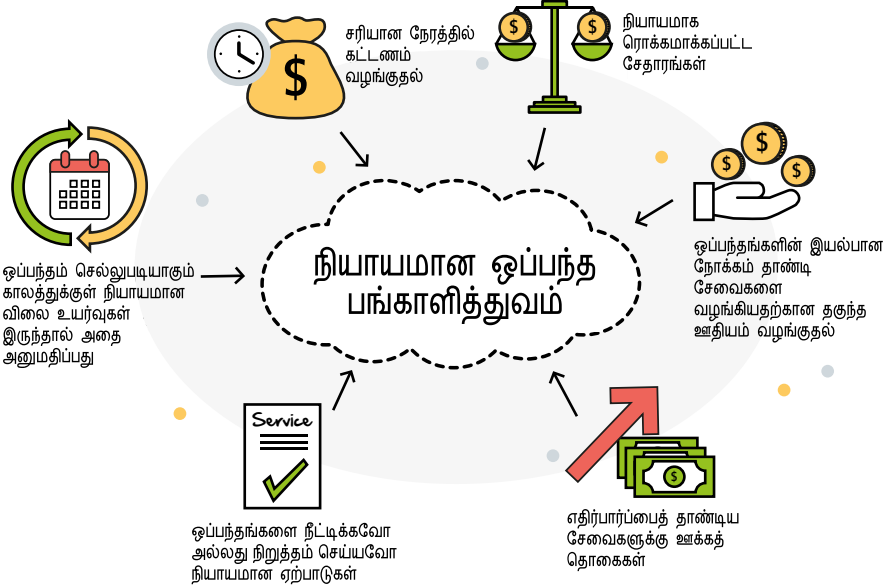 சரியான நேரத்தில்
கட்டணம்
வழங்குதல்
நியாயமாக
ரொக்கமாக்கப்பட்ட
சேதாரங்கள்
ஒப்பந்தம் செல்லுபடியாகும்
காலத்துக்குள் நியாயமான
விலை உயர்வுகள்
இருந்தால் அதை
அனுமதிப்பது
நியாயமான ஒப்பந்த
பங்காளித்துவம்
ஒப்பந்தங்களின் இயல்பான
நோக்கம் தாண்டி
சேவைகளை
வழங்கியதற்கான தகுந்த
ஊதியம் வழங்குதல்
Service
ஒப்பந்தங்களை நீட்டிக்கவோ
அல்லது நிறுத்தம் செய்யவோ
நியாயமான ஏற்பாடுகள்
எதிர்பார்ப்பைத் தாண்டிய
சேவைகளுக்கு ஊக்கத்
தொகைகள்